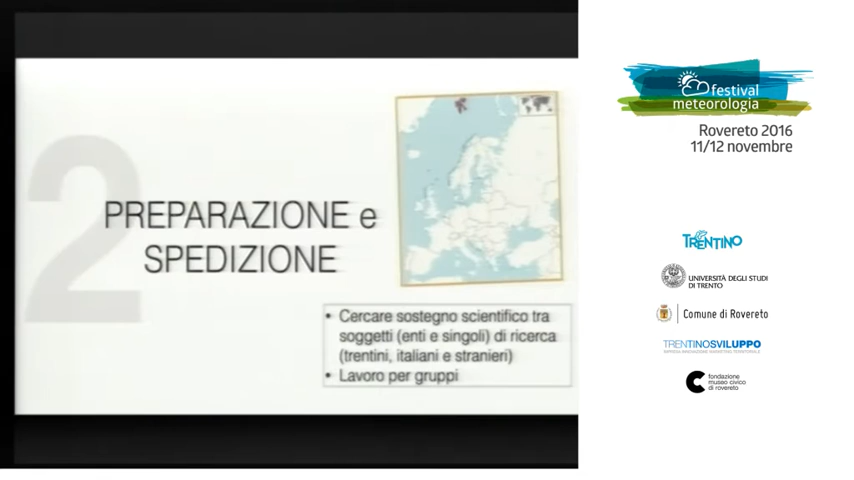 2
PREPARAZIONE e
SPEDIZIONE
• Cercare sostegno scientifico tra
soggetti (enti e singoli) di ricerca
(trentini, italiani e stranieri)
• Lavoro per gruppi
festival
meteorologia
Rovereto 2016
11/12 novembre
TRENTINO
UNIVERSITÀ DEGLI STUDI
DI TRENTO
Comune di Rovereto
TRENTINOSVILUPPO
fondazione
museo civico
di rovereto